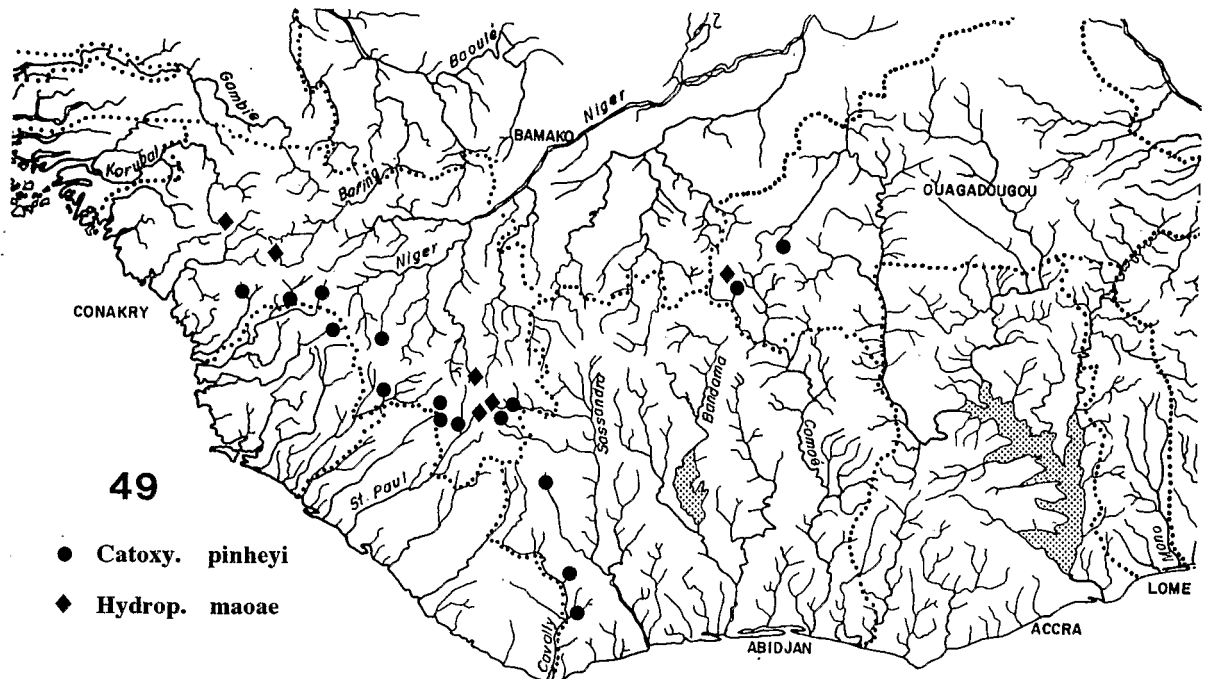 Gambie
Baoulé
Niger
BAMAKO
Korubal
Bafing
OUAGADOUGOU
Niger
CONAKRY
Sassandra
Bandama
Comoé
49
St. Paul
Catoxy. pinheyi
Hydrop. maoae
Cavally
Mono
LOME
ACCRA
ABIDJAN